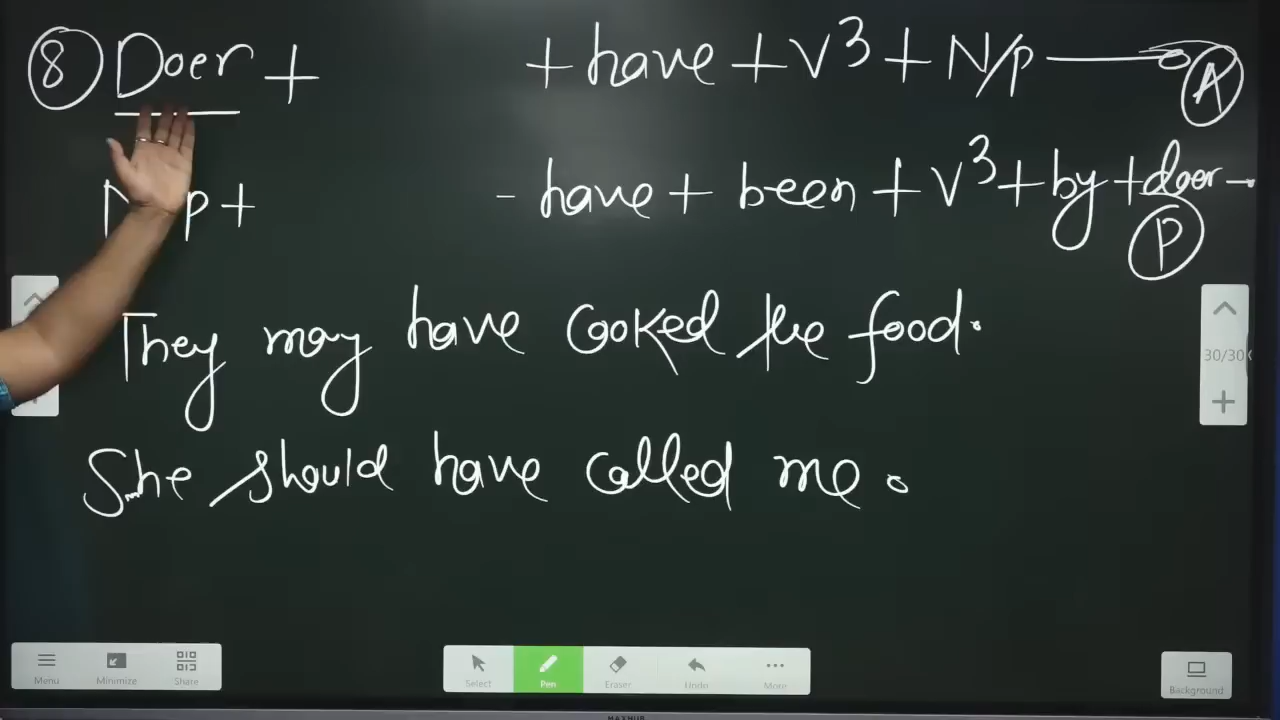 8 Doer + + have + V3 + N/p → A
p + - have + been + V3 + by + doer -
P
They may have cooked the food.
She should have called me.
30/30
Menu Minimize Share Select Pen Eraser Undo More Background
MAXHUB